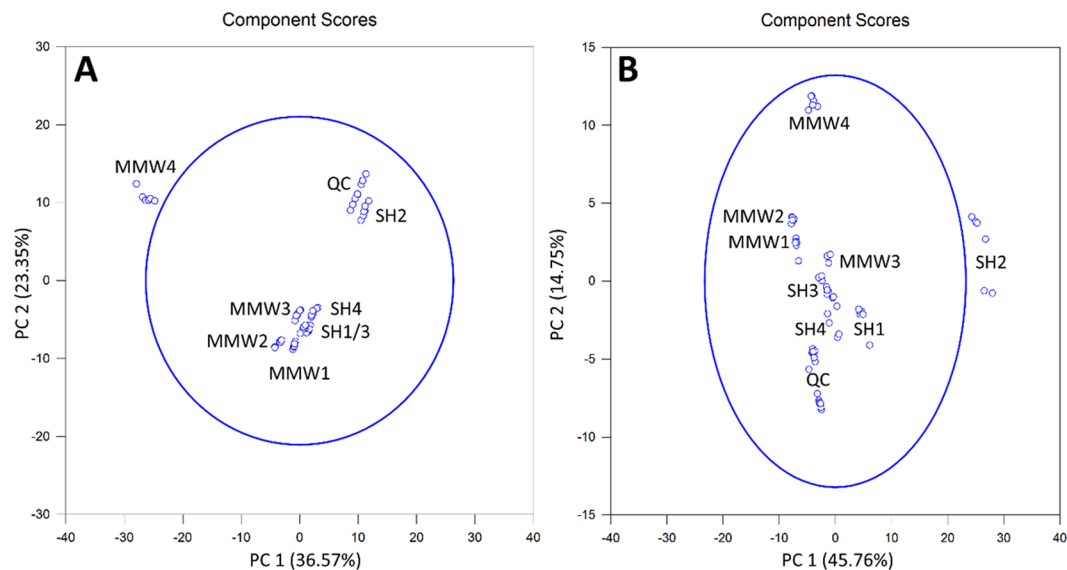 Component Scores
A
30
20
10
0
-10
-20
-30
-40
-30
-20
-10
0
10
20
30
40
PC 2 (23.35%)
PC 1 (36.57%)
MMW4
QC
SH2
MMW3
SH4
SH1/3
MMW2
MMW1
Component Scores
B
15
10
5
0
-5
-10
-15
-40
-30
-20
-10
0
10
20
30
40
PC 2 (14.75%)
PC 1 (45.76%)
MMW4
MMW2
MMW1
MMW3
SH2
SH3
SH4
SH1
QC